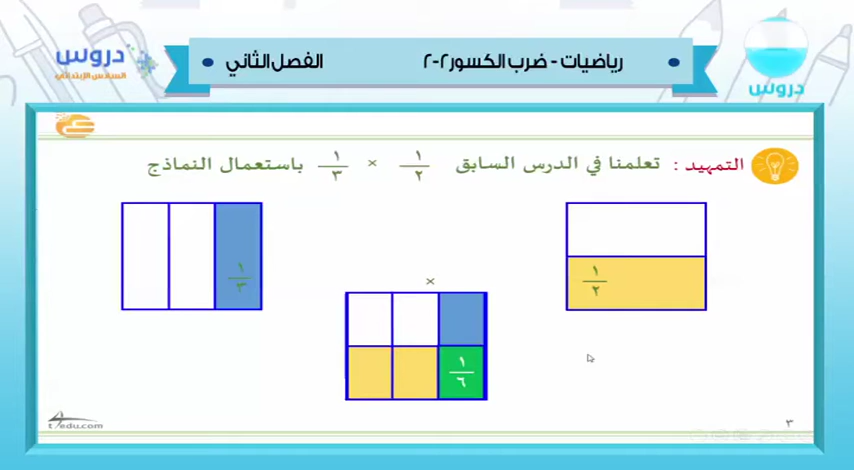 دروس
السادس الإبتدائي
رياضيات - ضرب الكسور ٢-٢
الفصل الثاني
دروس
التمهيد : تعلمنا في الدرس السابق ١/٢ × ١/٣ باستعمال النماذج
١/٢
١/٣
×
١/٦
t4edu.com
٣